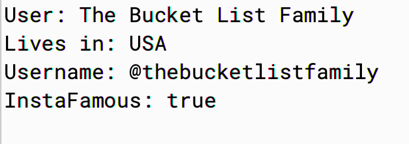 User: The Bucket List Family
Lives in: USA
Username: @thebucketlistfamily
InstaFamous: true